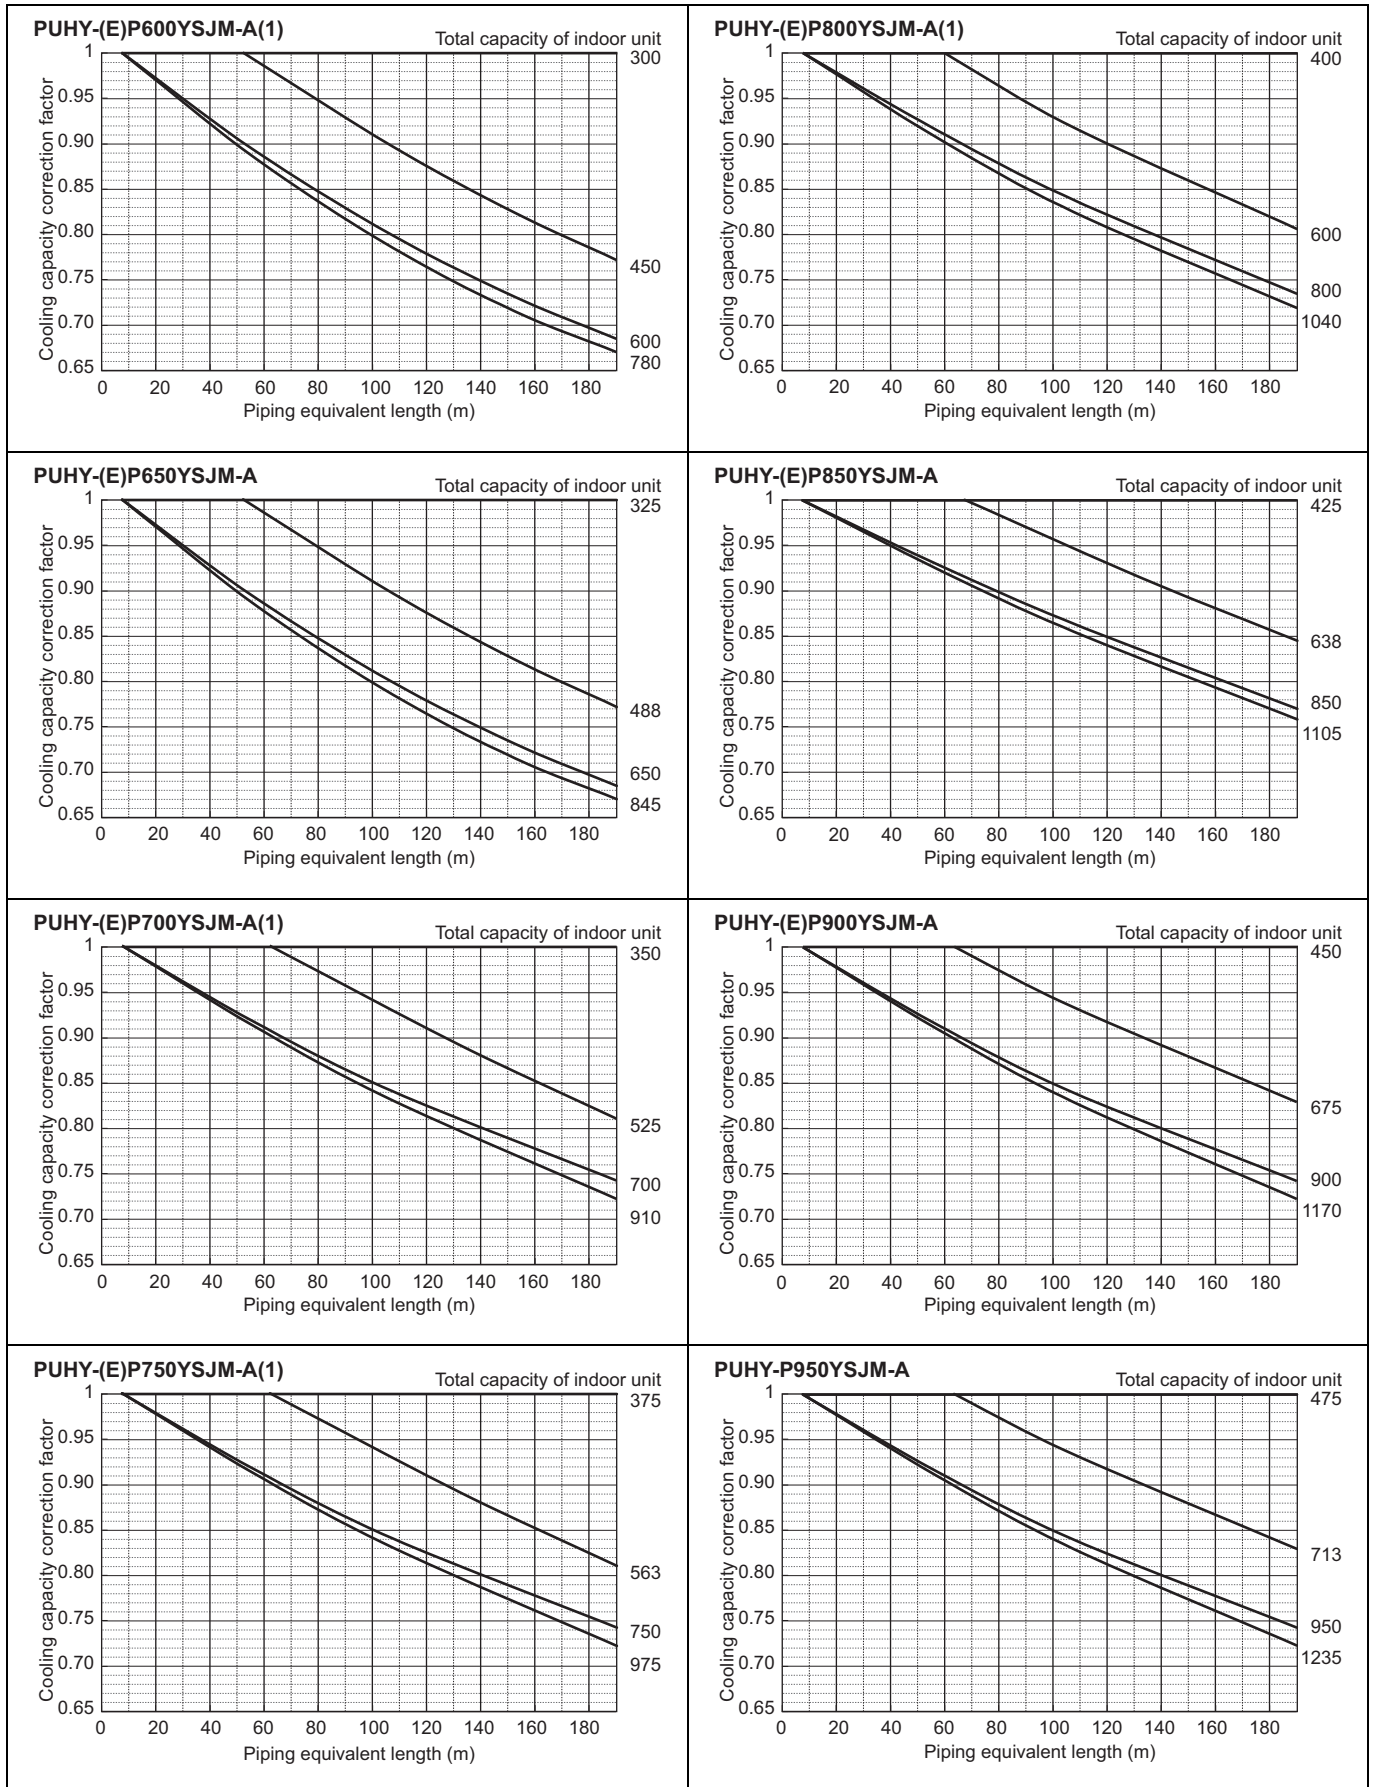 PUHY-(E)P600YSJM-A(1)
Total capacity of indoor unit
Cooling capacity correction factor
1
0.95
0.90
0.85
0.80
0.75
0.70
0.65
300
450
600
780
0 20 40 60 80 100 120 140 160 180
Piping equivalent length (m)
PUHY-(E)P800YSJM-A(1)
Total capacity of indoor unit
Cooling capacity correction factor
1
0.95
0.90
0.85
0.80
0.75
0.70
0.65
400
600
800
1040
0 20 40 60 80 100 120 140 160 180
Piping equivalent length (m)
PUHY-(E)P650YSJM-A
Total capacity of indoor unit
Cooling capacity correction factor
1
0.95
0.90
0.85
0.80
0.75
0.70
0.65
325
488
650
845
0 20 40 60 80 100 120 140 160 180
Piping equivalent length (m)
PUHY-(E)P850YSJM-A
Total capacity of indoor unit
Cooling capacity correction factor
1
0.95
0.90
0.85
0.80
0.75
0.70
0.65
425
638
850
1105
0 20 40 60 80 100 120 140 160 180
Piping equivalent length (m)
PUHY-(E)P700YSJM-A(1)
Total capacity of indoor unit
Cooling capacity correction factor
1
0.95
0.90
0.85
0.80
0.75
0.70
0.65
350
525
700
910
0 20 40 60 80 100 120 140 160 180
Piping equivalent length (m)
PUHY-(E)P900YSJM-A
Total capacity of indoor unit
Cooling capacity correction factor
1
0.95
0.90
0.85
0.80
0.75
0.70
0.65
450
675
900
1170
0 20 40 60 80 100 120 140 160 180
Piping equivalent length (m)
PUHY-(E)P750YSJM-A(1)
Total capacity of indoor unit
Cooling capacity correction factor
1
0.95
0.90
0.85
0.80
0.75
0.70
0.65
375
563
750
975
0 20 40 60 80 100 120 140 160 180
Piping equivalent length (m)
PUHY-P950YSJM-A
Total capacity of indoor unit
Cooling capacity correction factor
1
0.95
0.90
0.85
0.80
0.75
0.70
0.65
475
713
950
1235
0 20 40 60 80 100 120 140 160 180
Piping equivalent length (m)